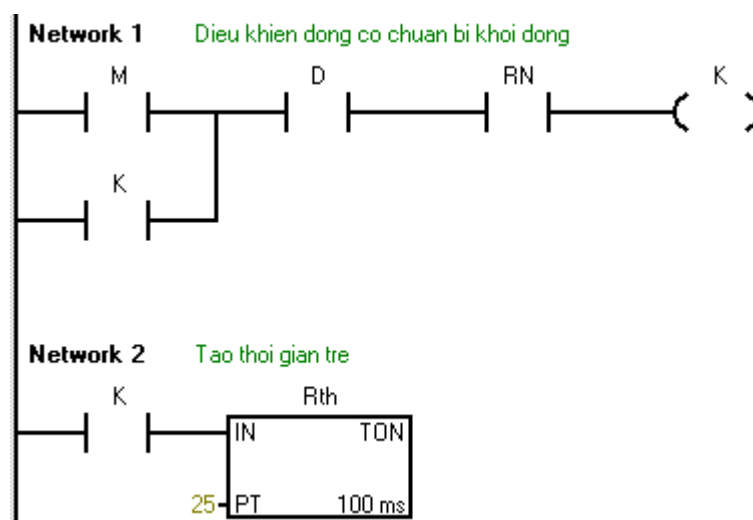 Network 1 Dieu khien dong co chuan bi khoi dong
M D RN K
K
Network 2 Tao thoi gian tre
K Rth
IN TON
25 PT 100 ms